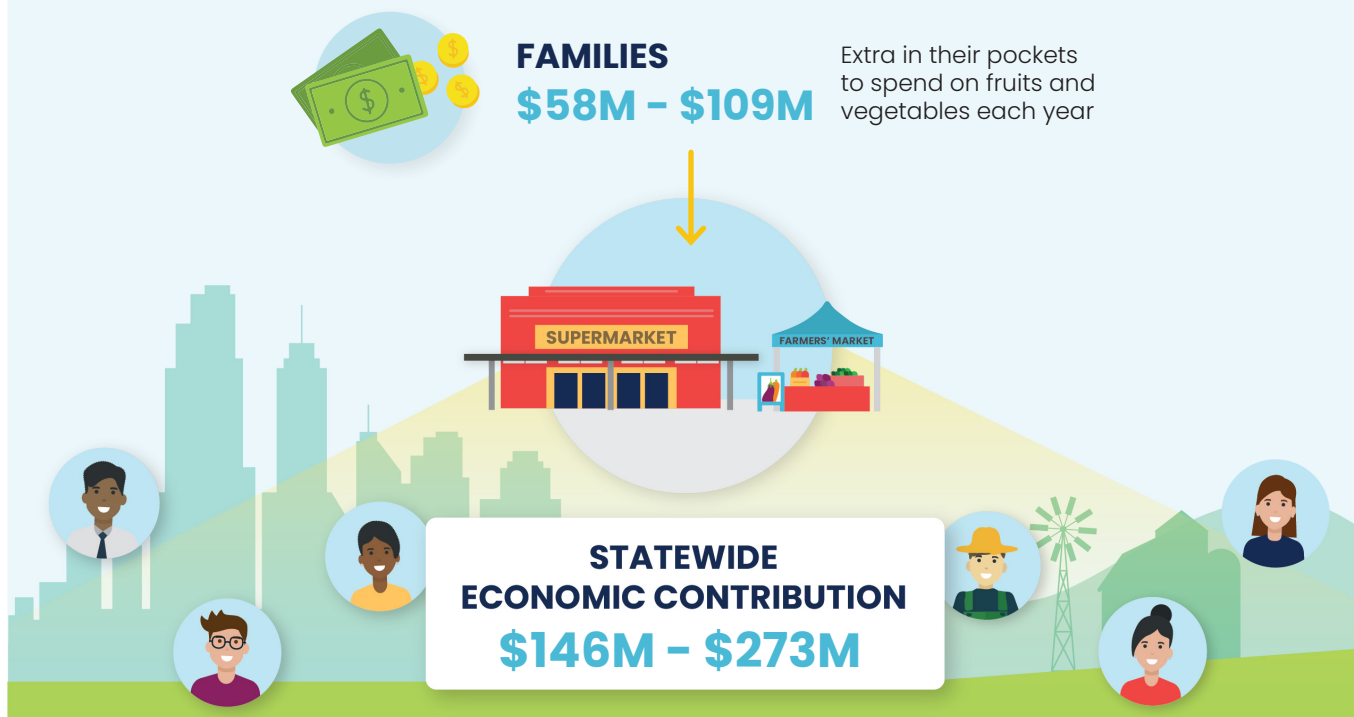 FAMILIES
$58M - $109M
Extra in their pockets
to spend on fruits and
vegetables each year
SUPERMARKET
FARMERS' MARKET
STATEWIDE
ECONOMIC CONTRIBUTION
$146M - $273M